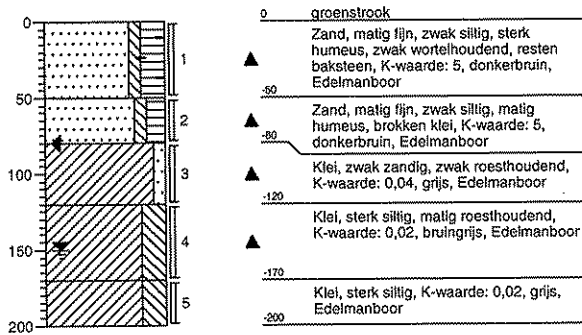 0
50
100
150
200
1
2
3
4
5
0 groenstrook
Zand, matig fijn, zwak siltig, sterk
humeus, zwak wortelhoudend, resten
baksteen, K-waarde: 5, donkerbruin,
Edelmanboor
-50
Zand, matig fijn, zwak siltig, matig
humeus, brokken klei, K-waarde: 5,
donkerbruin, Edelmanboor
-80
Klei, zwak zandig, zwak roesthoudend,
K-waarde: 0,04, grijs, Edelmanboor
-120
Klei, sterk siltig, matig roesthoudend,
K-waarde: 0,02, bruingrijs, Edelmanboor
-170
Klei, sterk siltig, K-waarde: 0,02, grijs,
Edelmanboor
-200